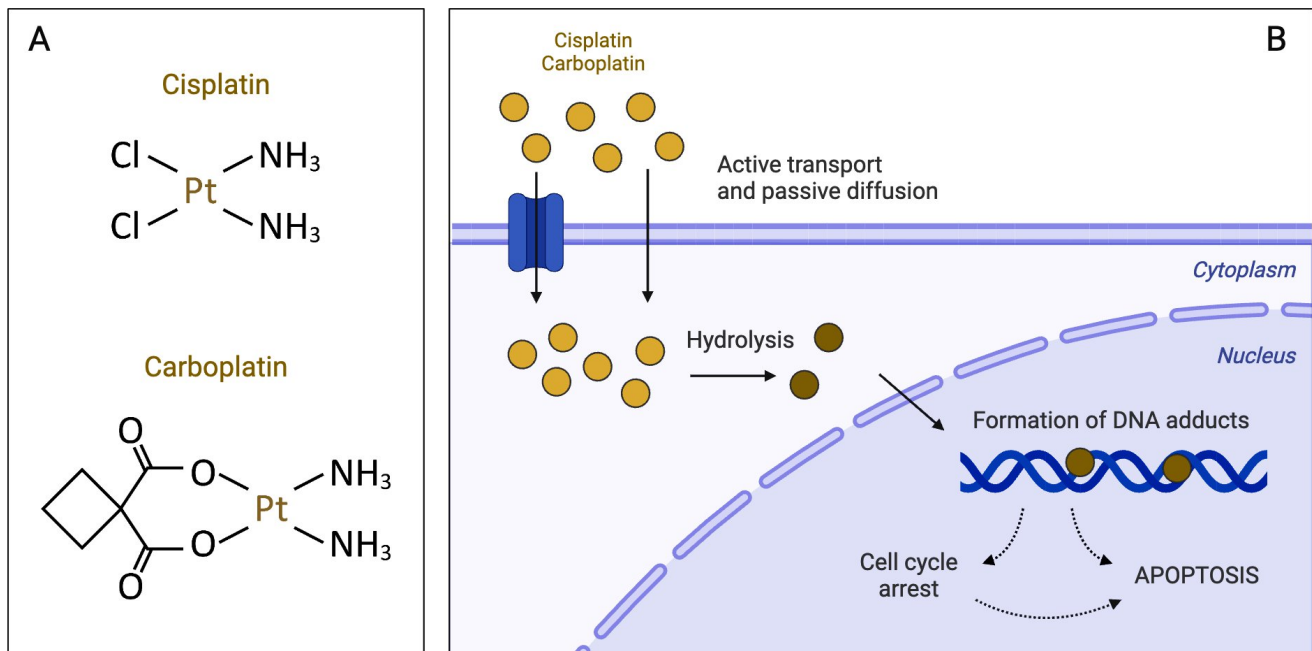 A
Cisplatin
Cl
NH₃
Pt
Cl
NH₃
Carboplatin
O
O
NH₃
Pt
O
NH₃
O
B
Cisplatin
Carboplatin
Active transport
and passive diffusion
Cytoplasm
Hydrolysis
Nucleus
Formation of DNA adducts
Cell cycle
arrest
APOPTOSIS